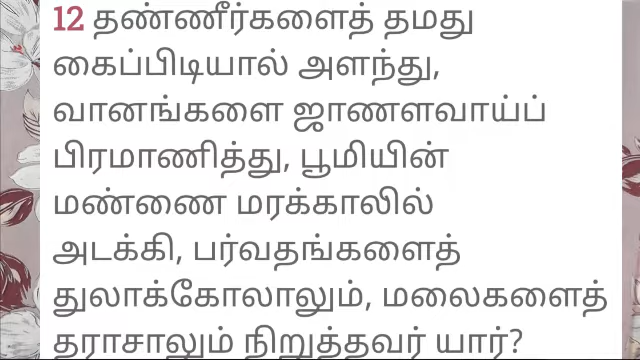 12 தண்ணீர்களைத் தமது
கைப்பிடியால் அளந்து,
வானங்களை ஜாணளவாய்ப்
பிரமாணித்து, பூமியின்
மண்ணை மரக்காலில்
அடக்கி, பர்வதங்களைத்
துலாக்கோலாலும், மலைகளைத்
தராசாலும் நிறுத்தவர் யார்?